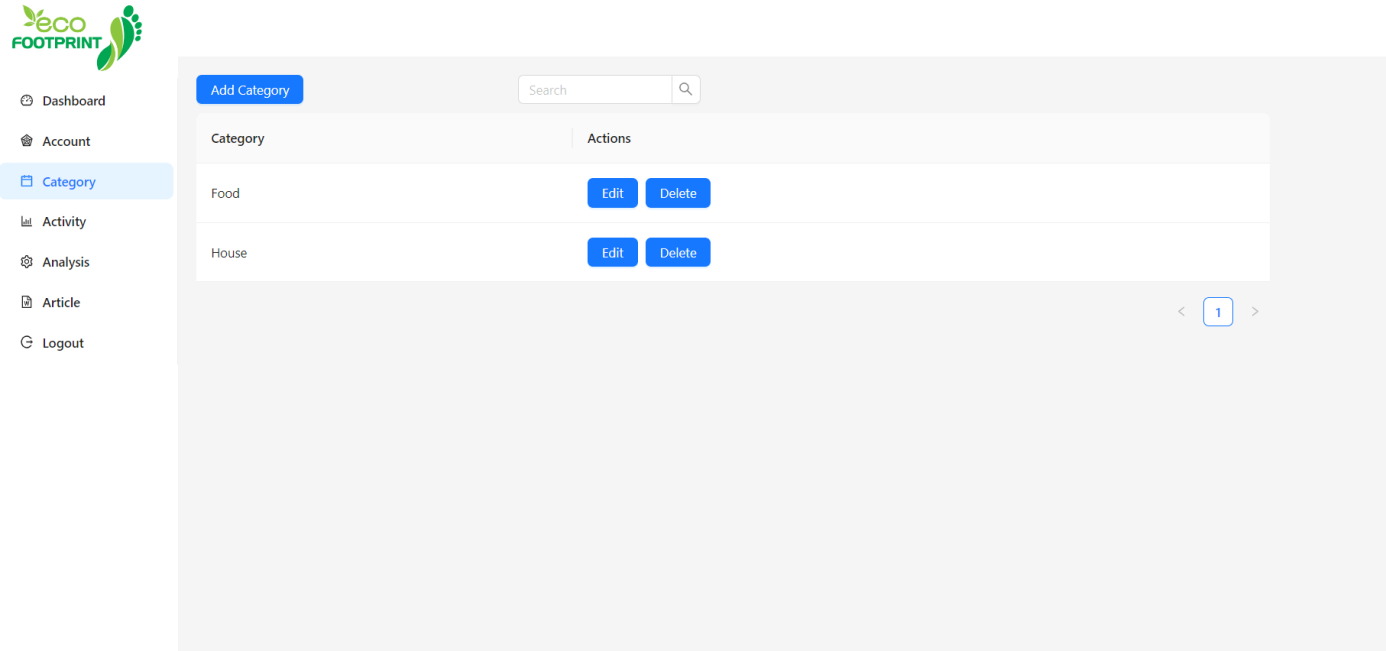 eco
FOOTPRINT
Dashboard
Account
Category
Activity
Analysis
Article
Logout
Add Category
Search
Category Actions
Food Edit Delete
House Edit Delete
1